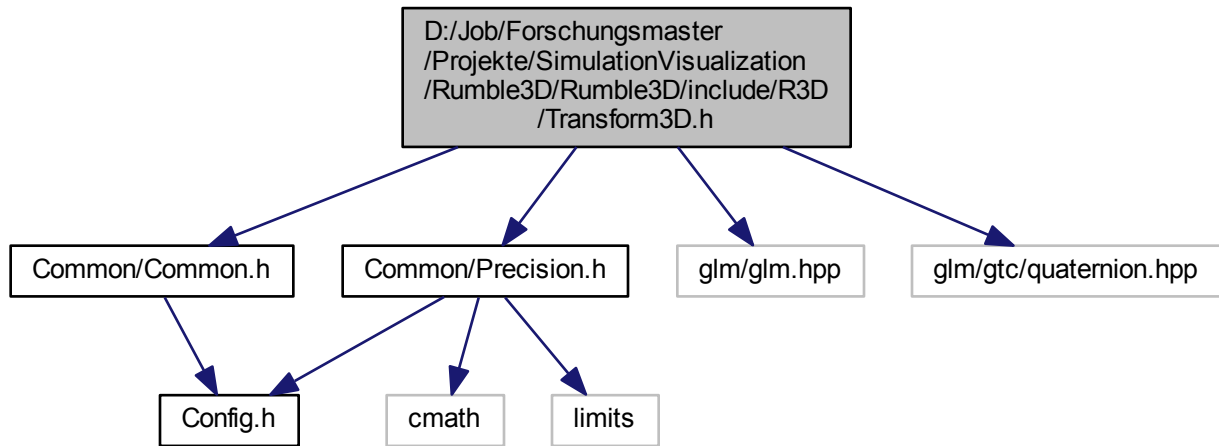 D:/Job/Forschungsmaster
/Projekte/SimulationVisualization
/Rumble3D/Rumble3D/include/R3D
/Transform3D.h
Common/Common.h
Common/Precision.h
glm/glm.hpp
glm/gtc/quaternion.hpp
Config.h
cmath
limits